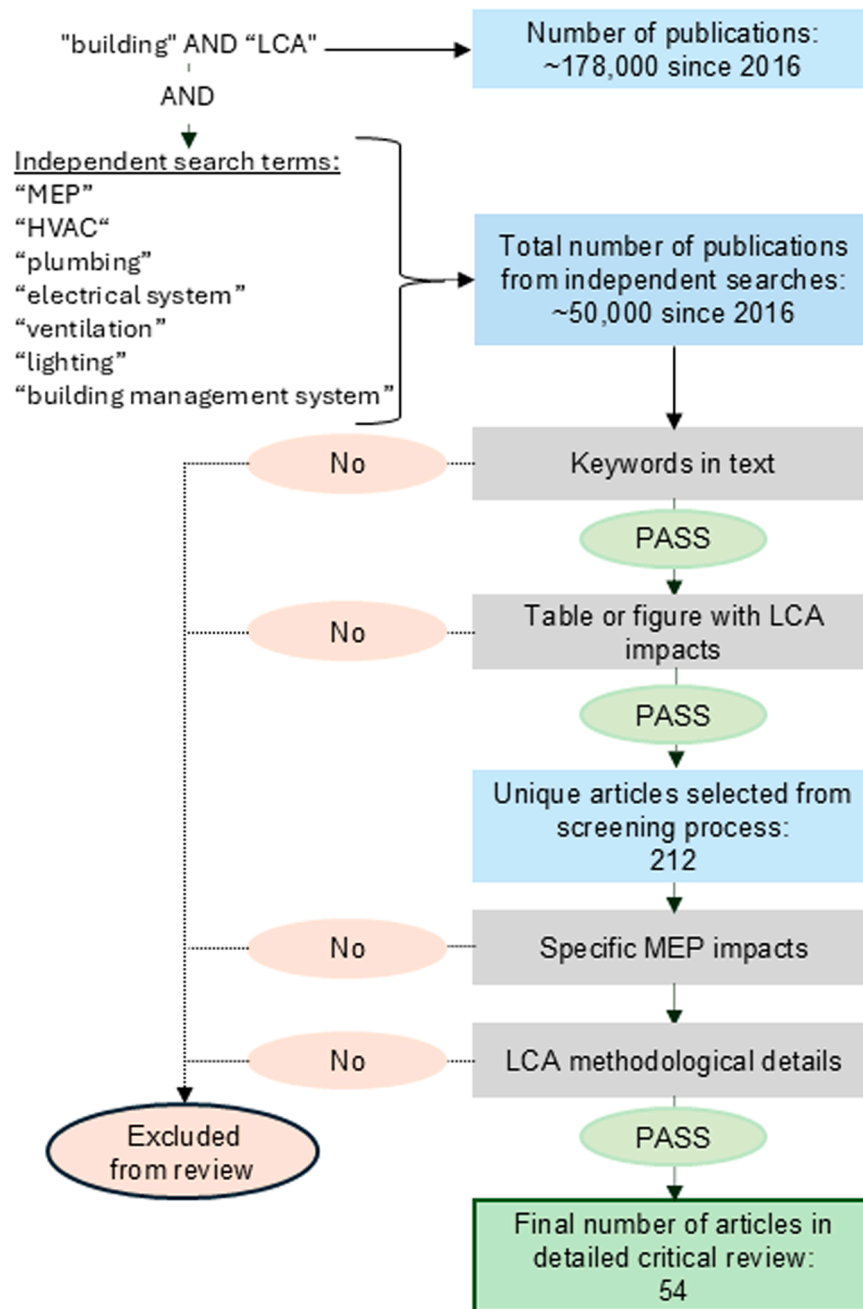 "building" AND “LCA"
Number of publications:
~178,000 since 2016
AND
Independent search terms:
“MEP”
“HVAC“
“plumbing”
“electrical system”
“ventilation”
“lighting”
“building management system”
Total number of publications
from independent searches:
~50,000 since 2016
No
Keywords in text
PASS
No
Table or figure with LCA
impacts
PASS
Unique articles selected from
screening process:
212
No
Specific MEP impacts
No
LCA methodological details
Excluded
from review
PASS
Final number of articles in
detailed critical review:
54